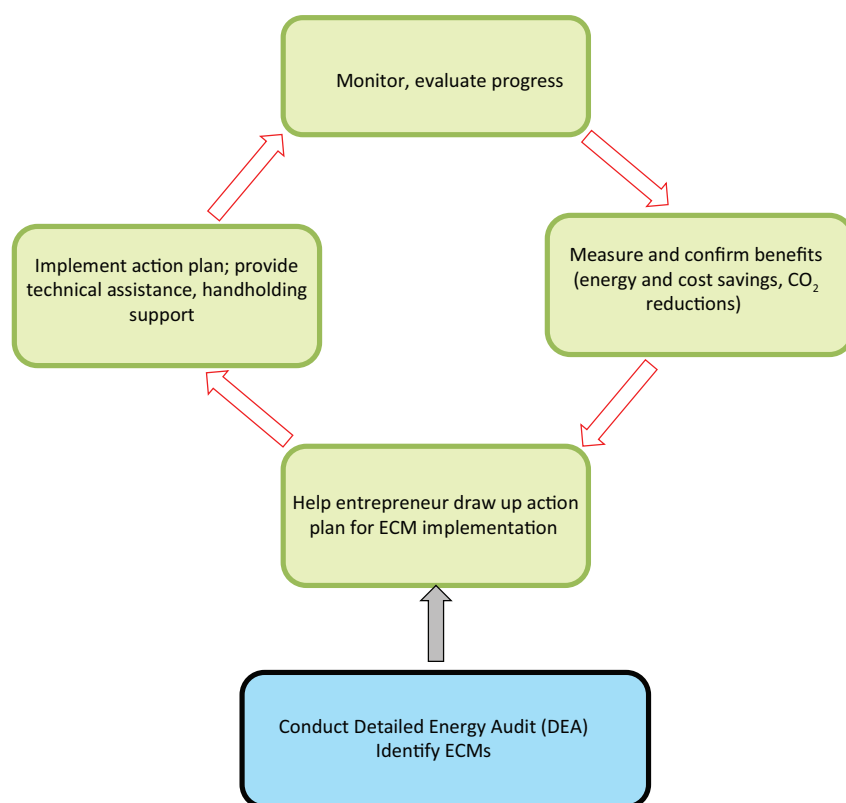 Monitor, evaluate progress
Implement action plan; provide
technical assistance, handholding
support
Measure and confirm benefits
(energy and cost savings, CO₂
reductions)
Help entrepreneur draw up action
plan for ECM implementation
Conduct Detailed Energy Audit (DEA)
Identify ECMs